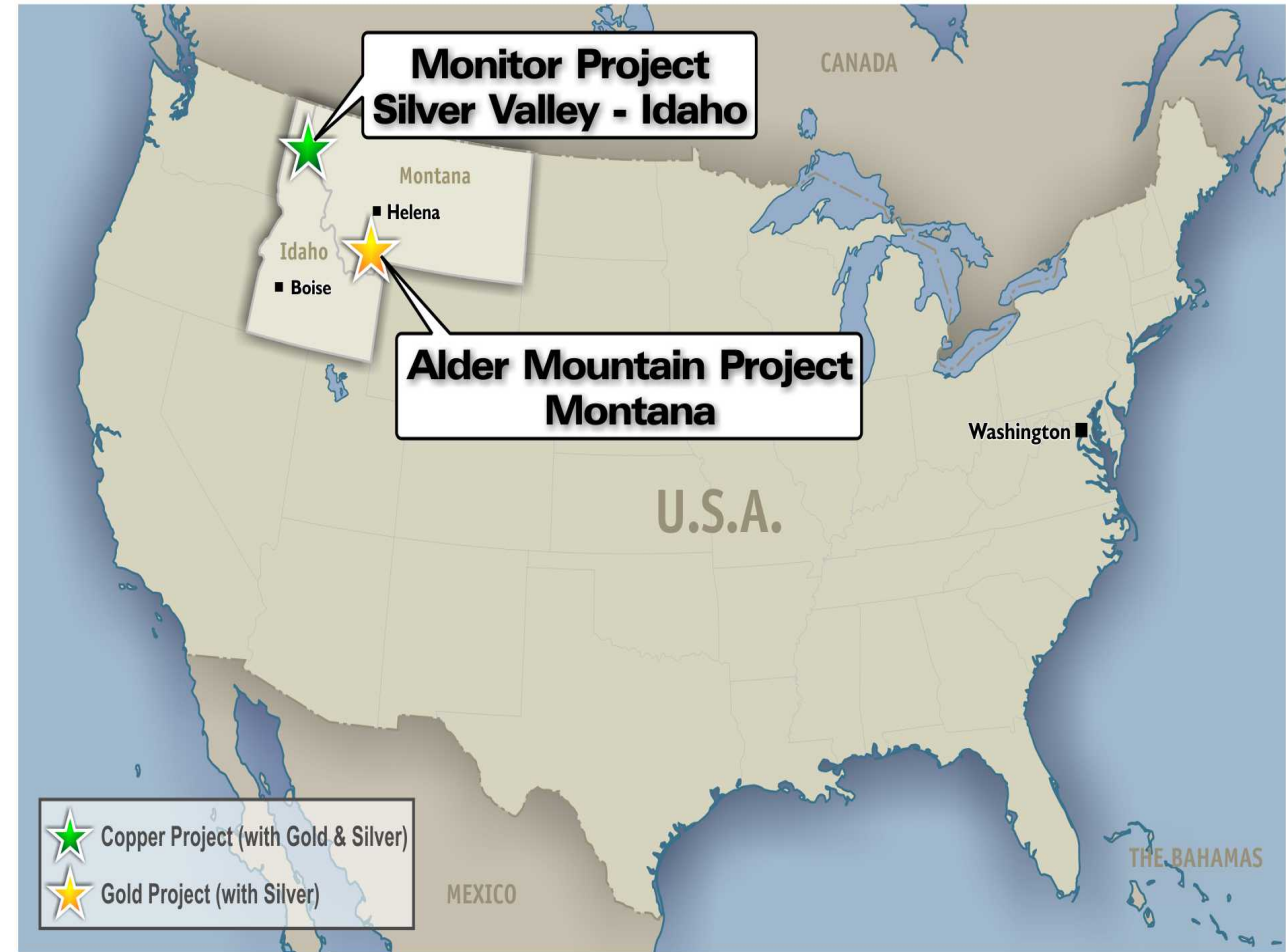 Monitor Project
Silver Valley - Idaho
CANADA
Montana
Helena
Idaho
Boise
Alder Mountain Project
Montana
Washington
U.S.A.
Copper Project (with Gold & Silver)
Gold Project (with Silver)
MEXICO
THE BAHAMAS